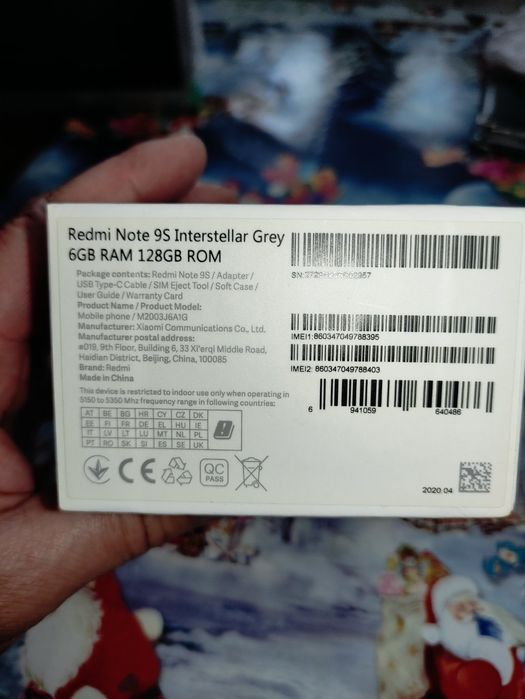 Redmi Note 9S Interstellar Grey
6GB RAM 128GB ROM
Package contents: Redmi Note 9S / Adapter /
USB Type-C Cable / SIM Eject Tool / Soft Case /
User Guide / Warranty Card
Product Name / Product Model:
Mobile phone / M2003J6A1G
Manufacturer: Xiaomi Communications Co., Ltd.
Manufacturer postal address:
#019, 9th Floor, Building 6, 33 Xi'erqi Middle Road,
Haidian District, Beijing, China, 100085
Brand: Redmi
Made in China
This device is restricted to indoor use only when operating in
5150 to 5350 Mhz frequency range in following countries:
AT BE BG HR CY CZ DK
EE FI FR DE EL HU IE
IT LV LT LU MT NL PL
PT RO SK SI ES SE UK
CE
QC
PASS
SN:
IMEI1: 860347049788395
IMEI2: 860347049788403
6 941059 640486
2020.04